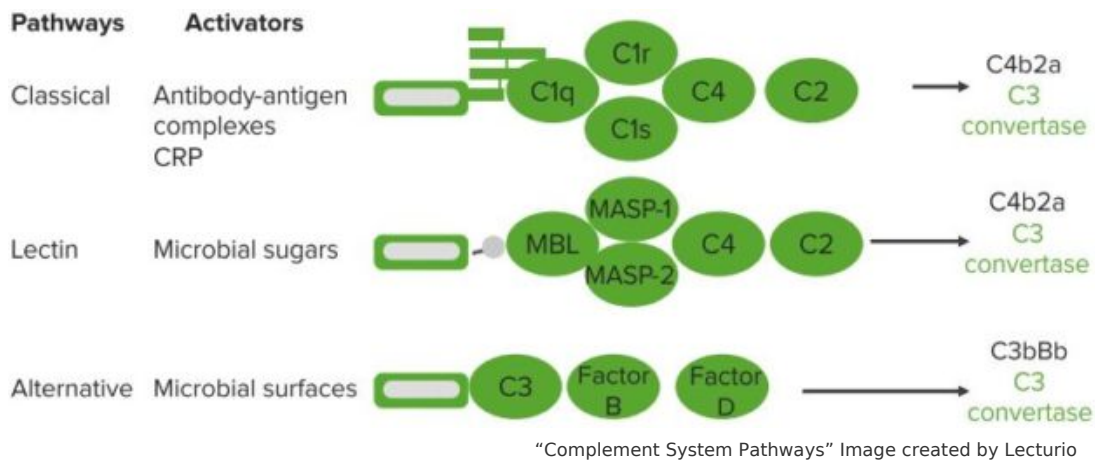 Pathways Activators
Classical
Antibody-antigen
complexes
CRP
C1q
C1r
C1s
C4
C2
C4b2a
C3
convertase
Lectin
Microbial sugars
MBL
MASP-1
MASP-2
C4
C2
C4b2a
C3
convertase
Alternative
Microbial surfaces
C3
Factor
B
Factor
D
C3bBb
C3
convertase
“Complement System Pathways” Image created by Lecturio